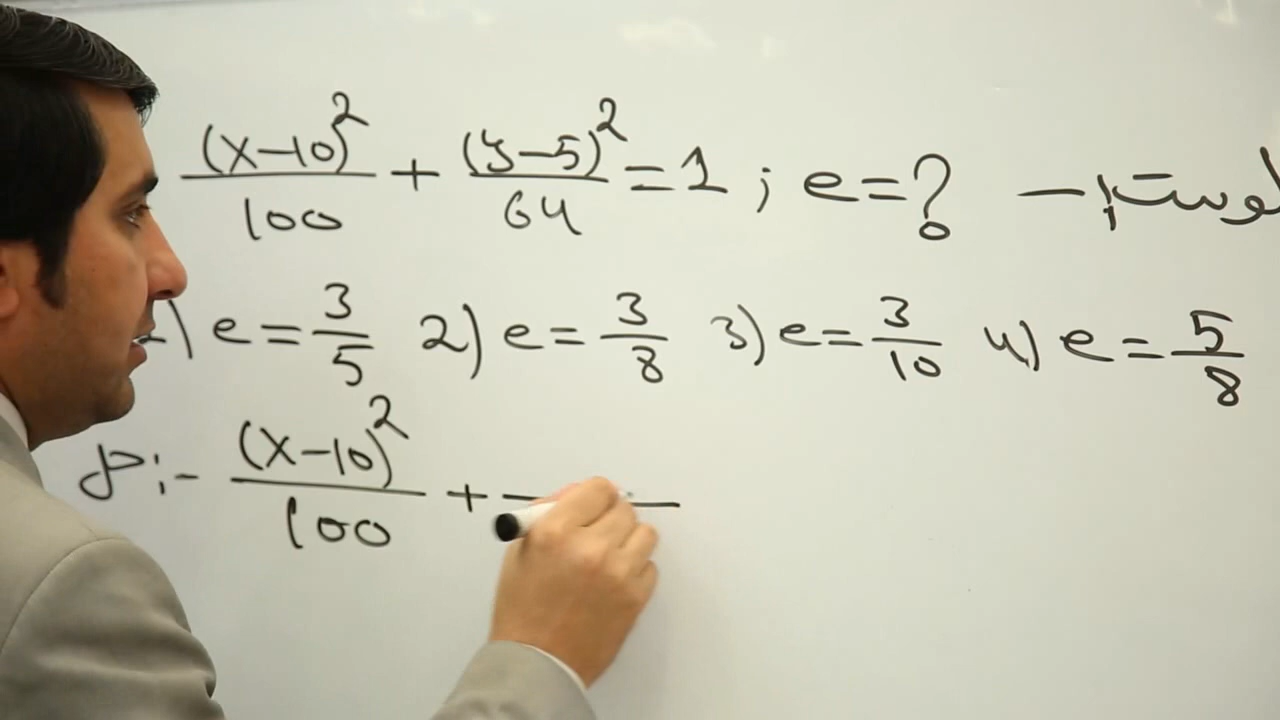 (x-10)²/100 + (y-5)²/64 = 1 ; e = ?
1) e = 3/5 2) e = 3/8 3) e = 3/10 4) e = 5/8
حل:- (x-10)²/100 +